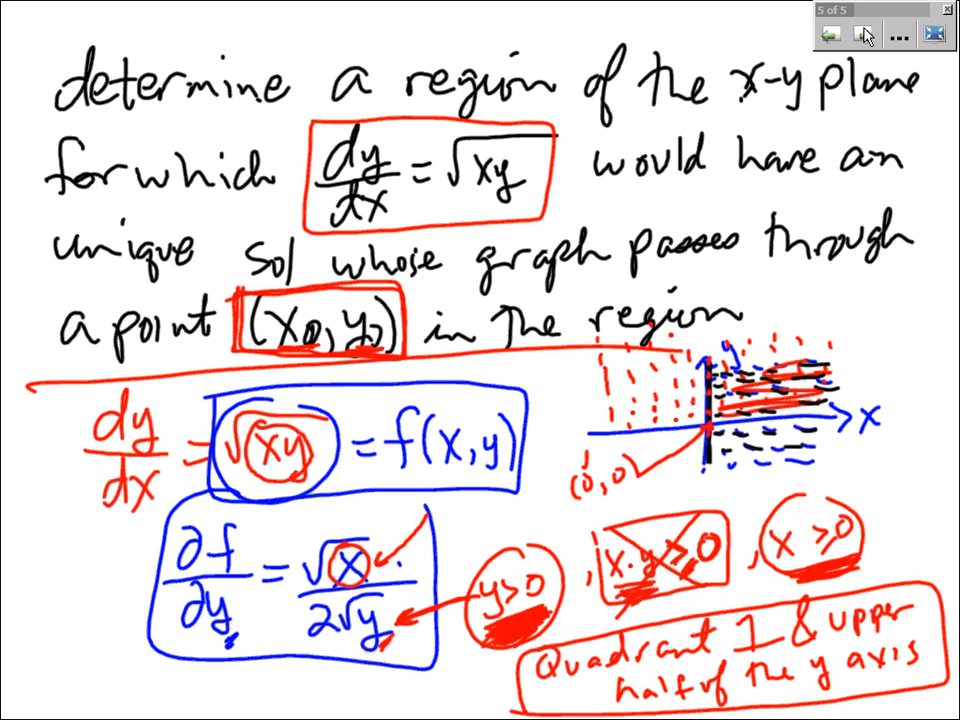 5 of 5
determine a region of the x-y plane
for which dy/dx = √xy would have an
unique sol whose graph passes through
a point (x0, y0) in the region
y
x
(0,0)
dy/dx = √xy = f(x,y)
∂f/∂y = √x / 2√y
y>0 , x.y ≥ 0 , x ≥ 0
Quadrant 1 & upper
half of the y axis